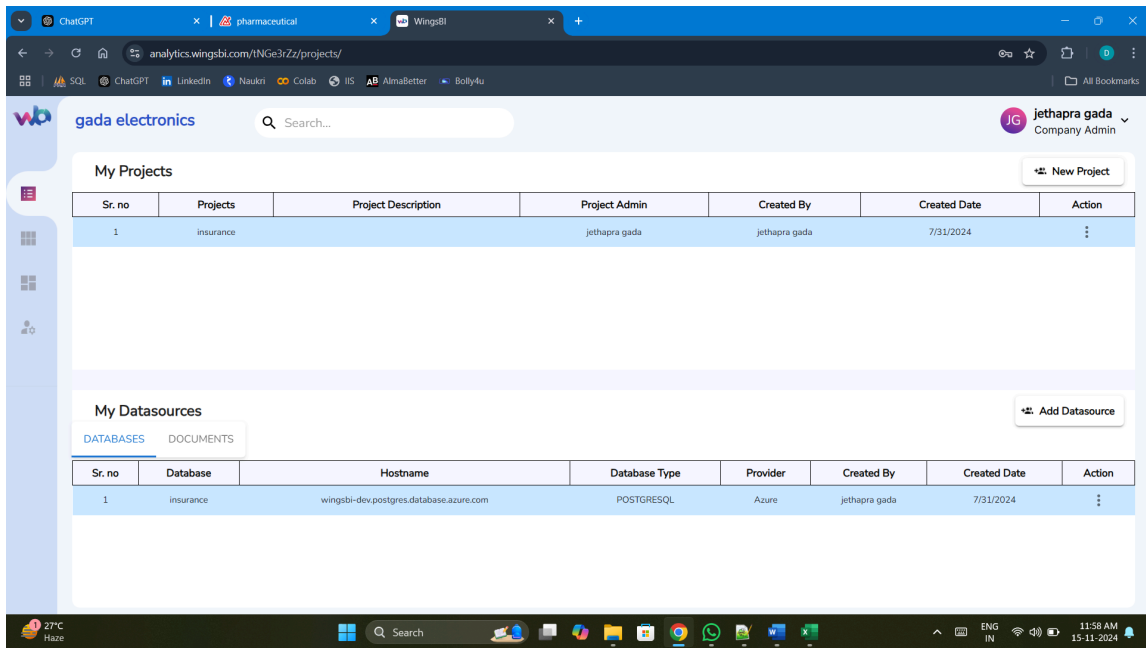 ChatGPT
pharmaceutical
WingsBI
analytics.wingsbi.com/tNGe3rZz/projects/
SQL ChatGPT LinkedIn Naukri Colab IIS AlmaBetter Bolly4u All Bookmarks
wb gada electronics Search... JG jethapra gada
Company Admin
My Projects New Project
Sr. no Projects Project Description Project Admin Created By Created Date Action
1 insurance jethapra gada jethapra gada 7/31/2024
My Datasources Add Datasource
DATABASES DOCUMENTS
Sr. no Database Hostname Database Type Provider Created By Created Date Action
1 insurance wingsbi-dev.postgres.database.azure.com POSTGRESQL Azure jethapra gada 7/31/2024
1 27°C
Haze
Search
ENG
IN
11:58 AM
15-11-2024